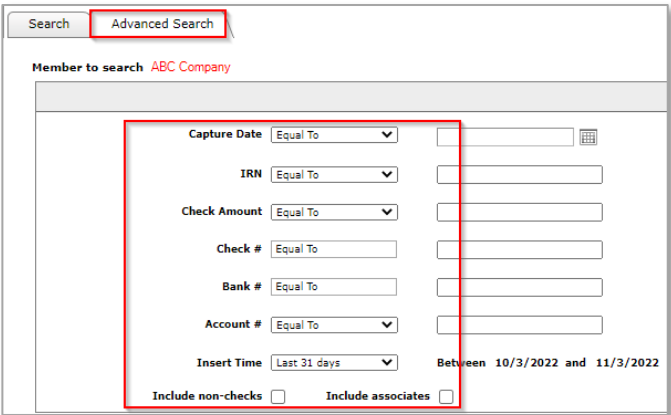 Search Advanced Search
Member to search ABC Company
Capture Date Equal To
IRN Equal To
Check Amount Equal To
Check # Equal To
Bank # Equal To
Account # Equal To
Insert Time Last 31 days Between 10/3/2022 and 11/3/2022
Include non-checks Include associates